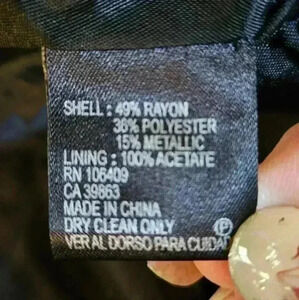 SHELL : 49% RAYON
36% POLYESTER
15% METALLIC
LINING : 100% ACETATE
RN 106409
CA 39863
MADE IN CHINA
DRY CLEAN ONLY
P
VER AL DORSO PARA CUIDAD